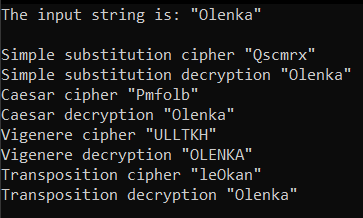 The input string is: "Olenka"
Simple substitution cipher "Qscmrx"
Simple substitution decryption "Olenka"
Caesar cipher "Pmfolb"
Caesar decryption "Olenka"
Vigenere cipher "ULLTKH"
Vigenere decryption "OLENKA"
Transposition cipher "leOkan"
Transposition decryption "Olenka"